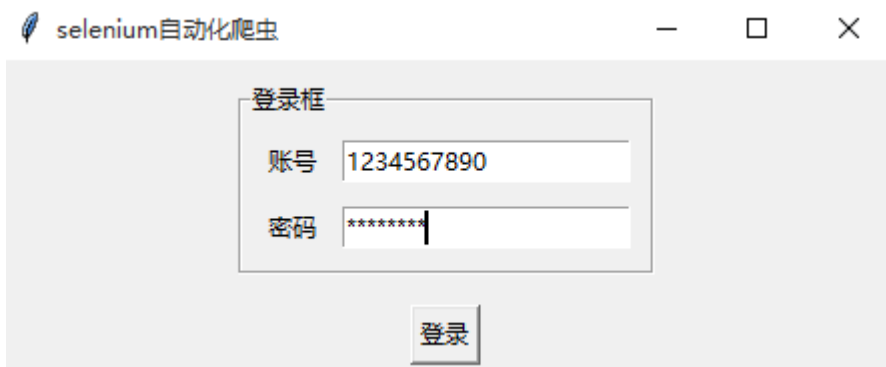 selenium自动化爬虫
登录框
账号 1234567890
密码 ********
登录